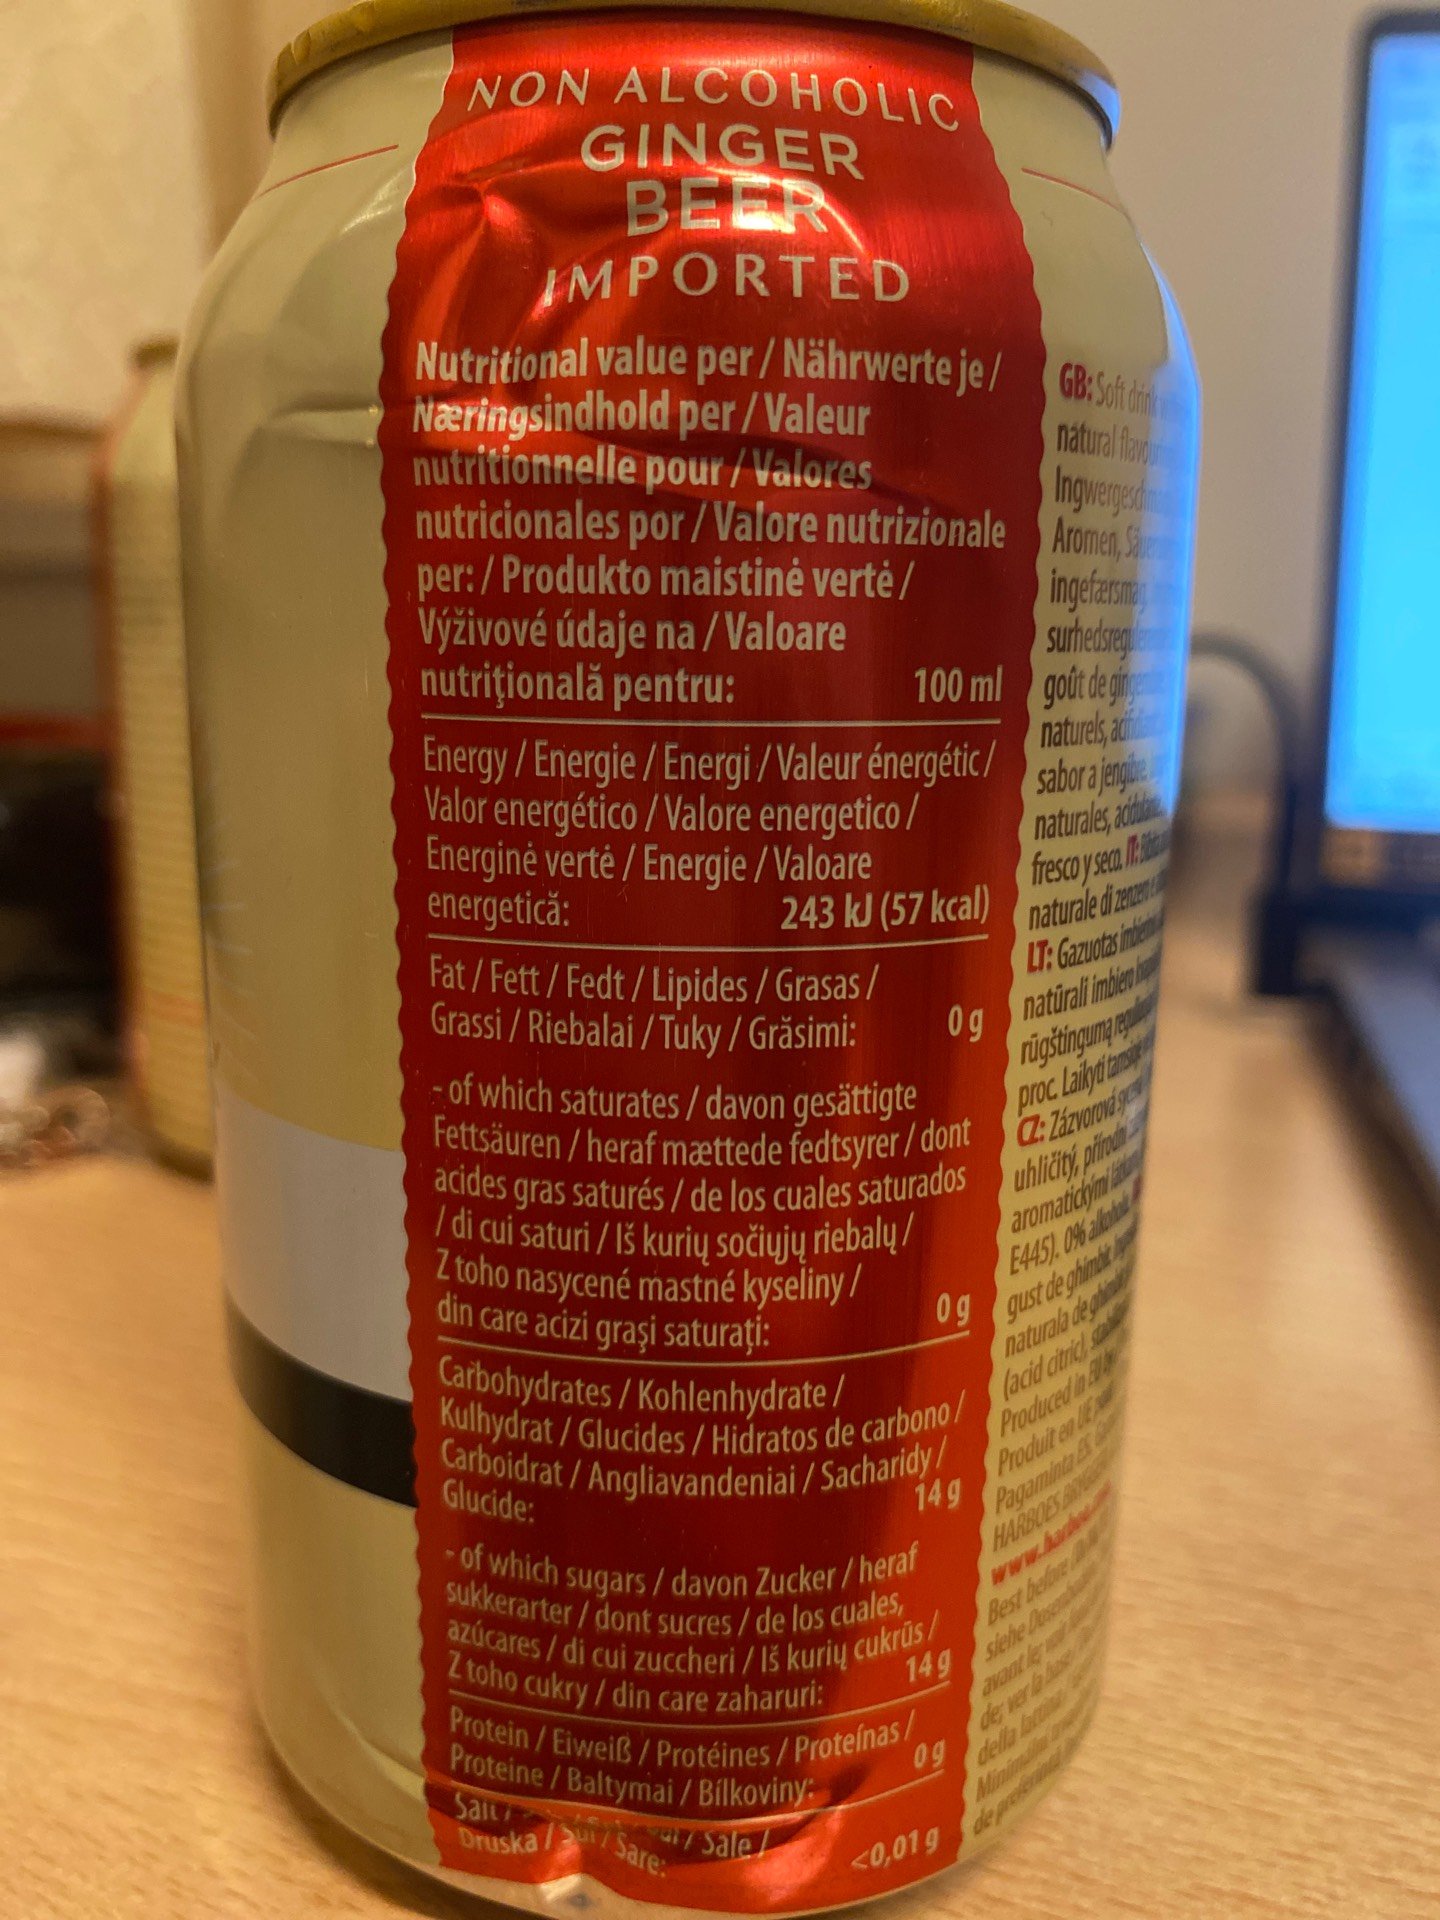 NON ALCOHOLIC
GINGER
BEER
IMPORTED
Nutritional value per / Nährwerte je /
Næringsindhold per / Valeur
nutritionnelle pour / Valores
nutricionales por / Valore nutrizionale
per: / Produkto maistinė vertė /
Výživové údaje na / Valoare
nutriţională pentru: 100 ml
Energy / Energie / Energi / Valeur énergétic /
Valor energético / Valore energetico /
Energinė vertė / Energie / Valoare
energetică: 243 kJ (57 kcal)
Fat / Fett / Fedt / Lipides / Grasas /
Grassi / Riebalai / Tuky / Grăsimi: 0 g
- of which saturates / davon gesättigte
Fettsäuren / heraf mættede fedtsyrer / dont
acides gras saturés / de los cuales saturados
/ di cui saturi / Iš kurių sočiųjų riebalų /
Z toho nasycené mastné kyseliny /
din care acizi graşi saturaţi: 0 g
Carbohydrates / Kohlenhydrate /
Kulhydrat / Glucides / Hidratos de carbono /
Carboidrat / Angliavandeniai / Sacharidy /
Glucide: 14 g
- of which sugars / davon Zucker / heraf
sukkerarter / dont sucres / de los cuales,
azúcares / di cui zuccheri / Iš kurių cukrūs /
Z toho cukry / din care zaharuri: 14 g
Protein / Eiweiß / Protéines / Proteínas /
Proteine / Baltymai / Bílkoviny: 0 g
Salt / / Sale /
Druska / Sůl / Sare: <0,01 g
GB: Soft drink
natural
Aromen,
goût de
naturels,
sabor a jengibre
naturales,
fresco y seco. IT:
naturale di
LT: Gazuotas
natūrali imbiero
rūgštingumą
proc. Laikyti
CZ: Zázvorová
uhličitý, přírodní
aromatickými
E445). 0% alkoholu.
gust de ghimbir,
naturala de
(acid citric),
Produced in EU
Produit en UE
Pagaminta ES.
HARBOES
Best before
siehe
avant
della